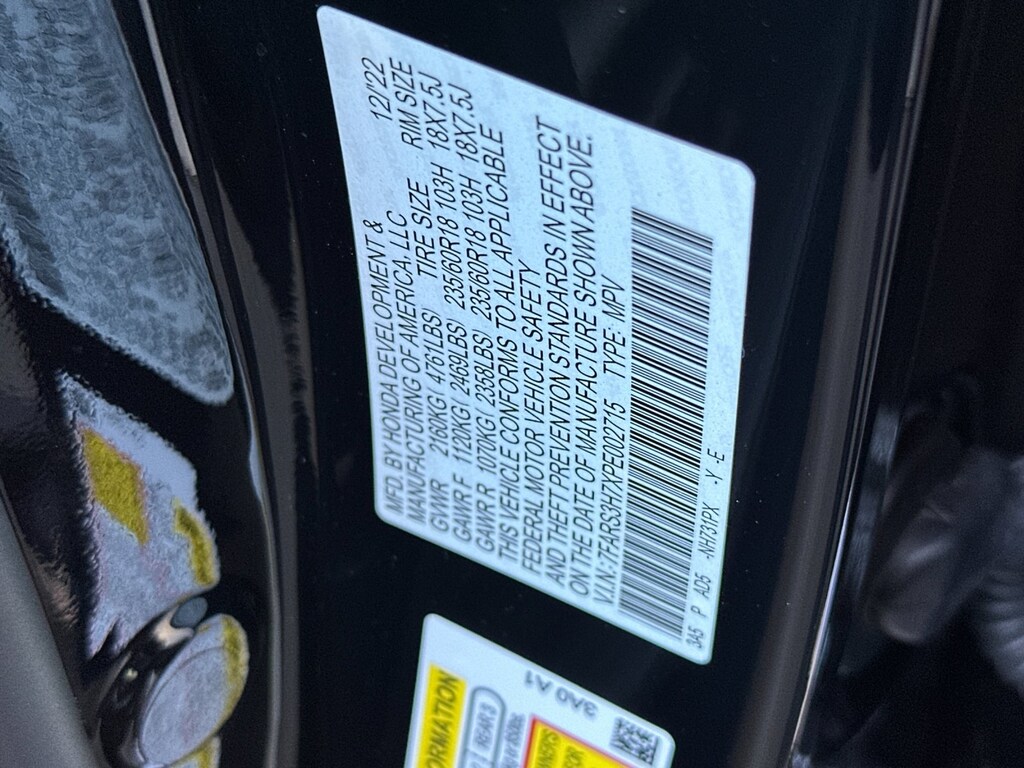 MFD. BY HONDA DEVELOPMENT &
MANUFACTURING OF AMERICA, LLC 12/'22
GVWR 2160KG( 4761LBS) TIRE SIZE RIM SIZE
GAWR F 1120KG( 2469LBS) 235/60R18 103H 18X7.5J
GAWR R 1070KG( 2358LBS) 235/60R18 103H 18X7.5J
THIS VEHICLE CONFORMS TO ALL APPLICABLE
FEDERAL MOTOR VEHICLE SAFETY
AND THEFT PREVENTION STANDARDS IN EFFECT
ON THE DATE OF MANUFACTURE SHOWN ABOVE.
V.I.N.: 7FARS3H7XPE002715 TYPE: MPV
3A5 P AD5 -NH731PX -Y -E
REAR 3
3A0 A1